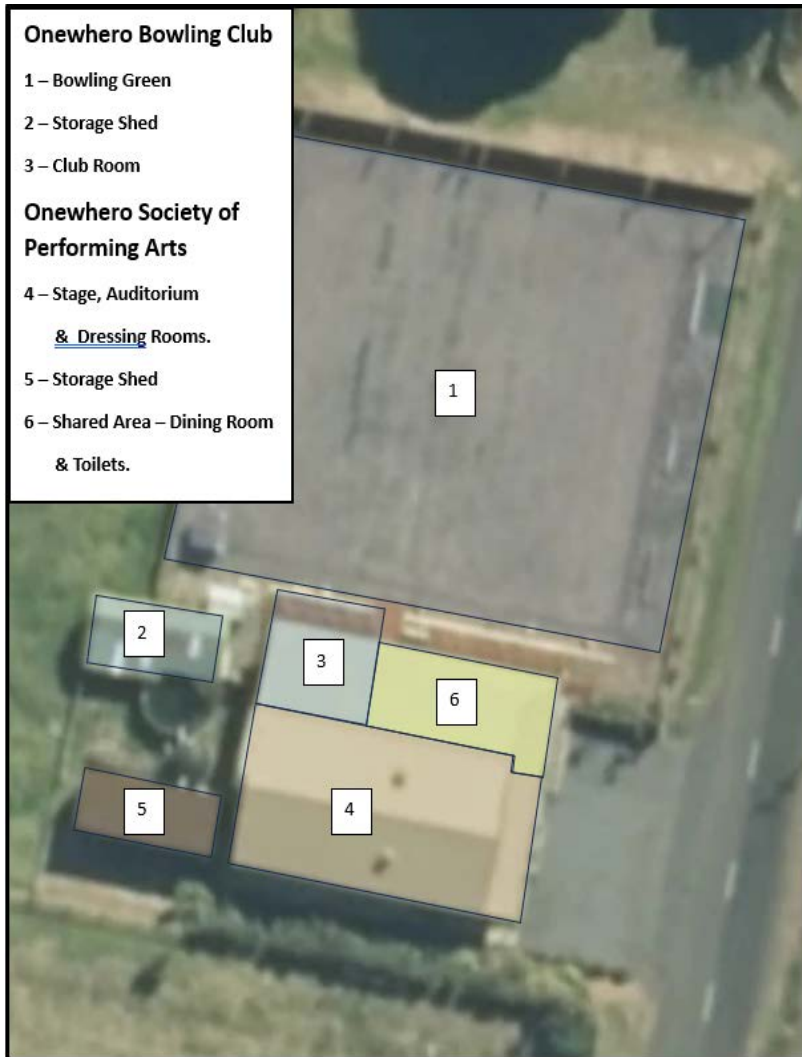 Onewhero Bowling Club
1 – Bowling Green
2 – Storage Shed
3 – Club Room
Onewhero Society of
Performing Arts
4 – Stage, Auditorium
& Dressing Rooms.
5 – Storage Shed
6 – Shared Area – Dining Room
& Toilets.
1
2
3
6
5
4